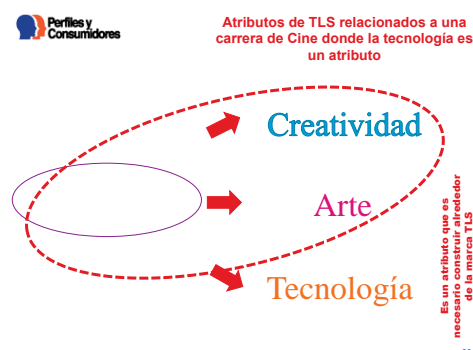 Perfiles y
Consumidores
Atributos de TLS relacionados a una
carrera de Cine donde la tecnología es
un atributo
Creatividad
Arte
Tecnología
Es un atributo que es
necesario construir alrededor
de la marca TLS